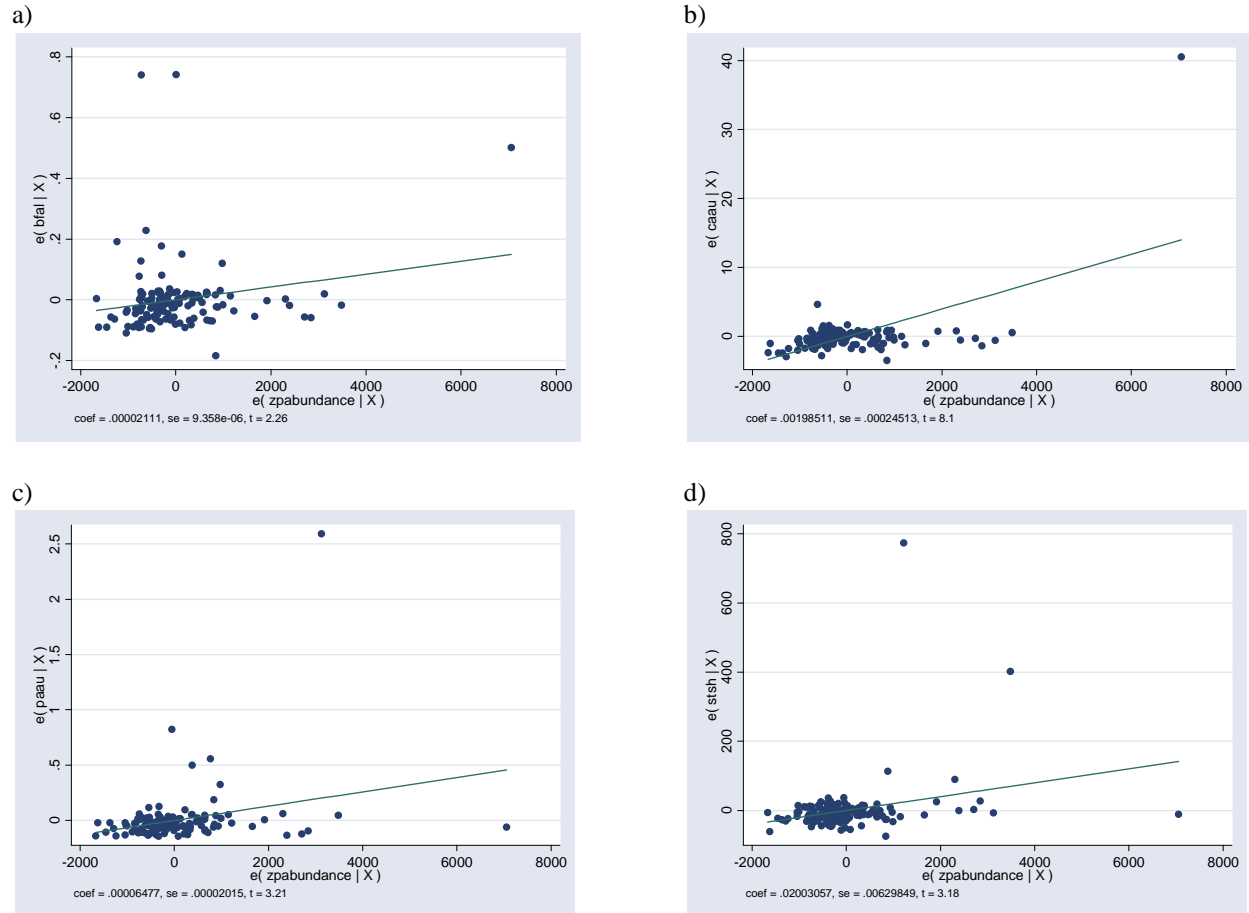 a)
.8
.6
.4
.2
0
-.2
e( bfal | X )
-2000 0 2000 4000 6000 8000
e( zpabundance | X )
coef = .00002111, se = 9.358e-06, t = 2.26
b)
40
30
20
10
0
e( caau | X )
-2000 0 2000 4000 6000 8000
e( zpabundance | X )
coef = .00198511, se = .00024513, t = 8.1
c)
2.5
2
1.5
1
.5
0
e( paau | X )
-2000 0 2000 4000 6000 8000
e( zpabundance | X )
coef = .00006477, se = .00002015, t = 3.21
d)
800
600
400
200
0
e( stsh | X )
-2000 0 2000 4000 6000 8000
e( zpabundance | X )
coef = .02003057, se = .00629849, t = 3.18